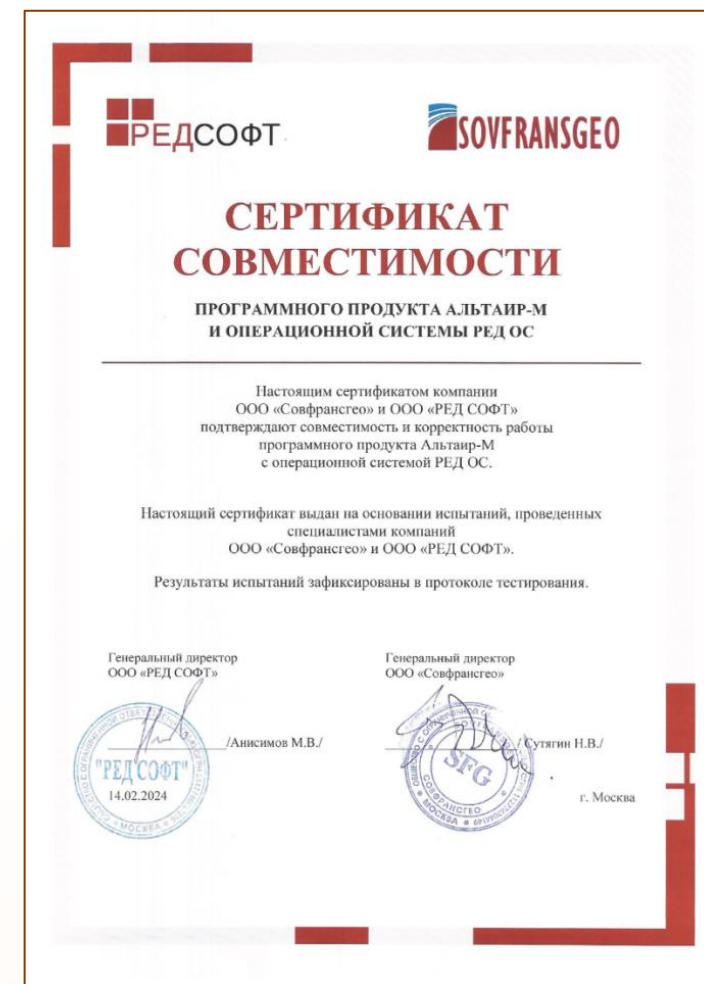 РЕДСОФТ
SOVFRANSGEO
СЕРТИФИКАТ
СОВМЕСТИМОСТИ
ПРОГРАММНОГО ПРОДУКТА АЛЬТАИР-М
И ОПЕРАЦИОННОЙ СИСТЕМЫ РЕД ОС
Настоящим сертификатом компании
ООО «Совфрансгео» и ООО «РЕД СОФТ»
подтверждают совместимость и корректность работы
программного продукта Альтаир-М
с операционной системой РЕД ОС.
Настоящий сертификат выдан на основании испытаний, проведенных
специалистами компаний
ООО «Совфрансгео» и ООО «РЕД СОФТ».
Результаты испытаний зафиксированы в протоколе тестирования.
Генеральный директор
ООО «РЕД СОФТ»
/Анисимов М.В./
"РЕД СОФТ"
14.02.2024
МОСКВА
Генеральный директор
ООО «Совфрансгео»
/ Сутягин Н.В./
SFG
СОВФРАНСГЕО
МОСКВА
г. Москва